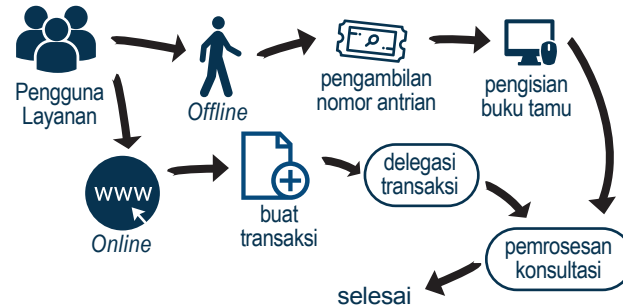 Pengguna
Layanan
Offline
pengambilan
nomor antrian
pengisian
buku tamu
www
Online
buat
transaksi
delegasi
transaksi
pemrosesan
konsultasi
selesai